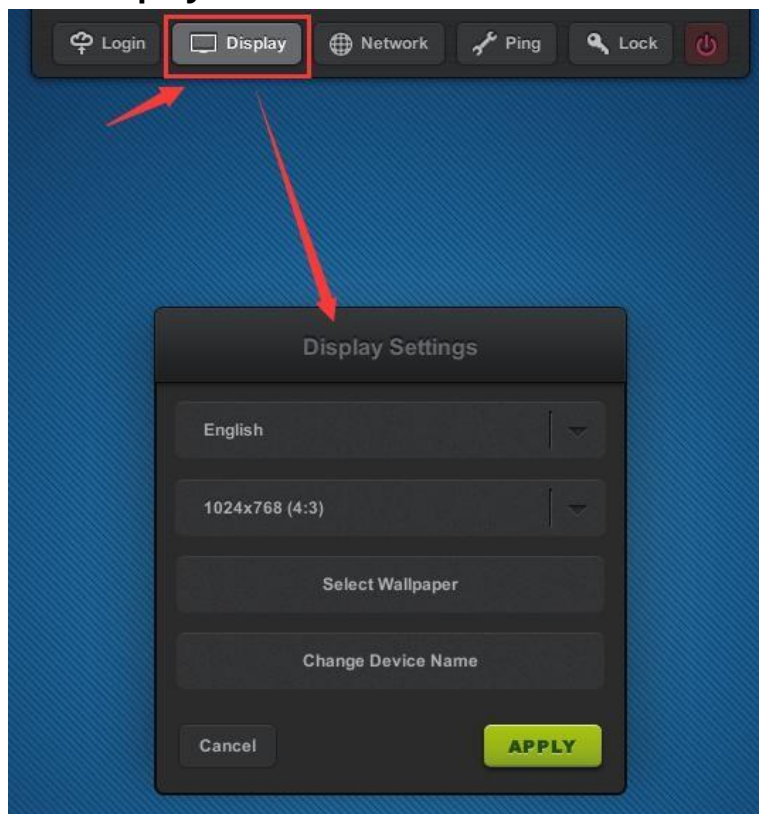 Login Display Network Ping Lock
Display Settings
English
1024x768 (4:3)
Select Wallpaper
Change Device Name
Cancel APPLY